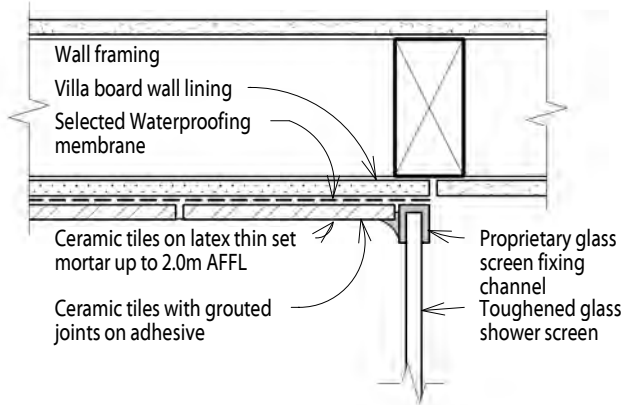 Wall framing
Villa board wall lining
Selected Waterproofing
membrane
Ceramic tiles on latex thin set
mortar up to 2.0m AFFL
Ceramic tiles with grouted
joints on adhesive
Proprietary glass
screen fixing
channel
Toughened glass
shower screen